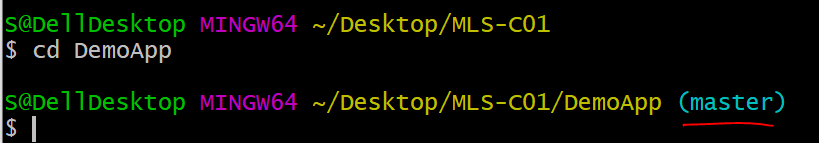 S@DellDesktop MINGW64 ~/Desktop/MLS-C01
$ cd DemoApp
S@DellDesktop MINGW64 ~/Desktop/MLS-C01/DemoApp (master)
$